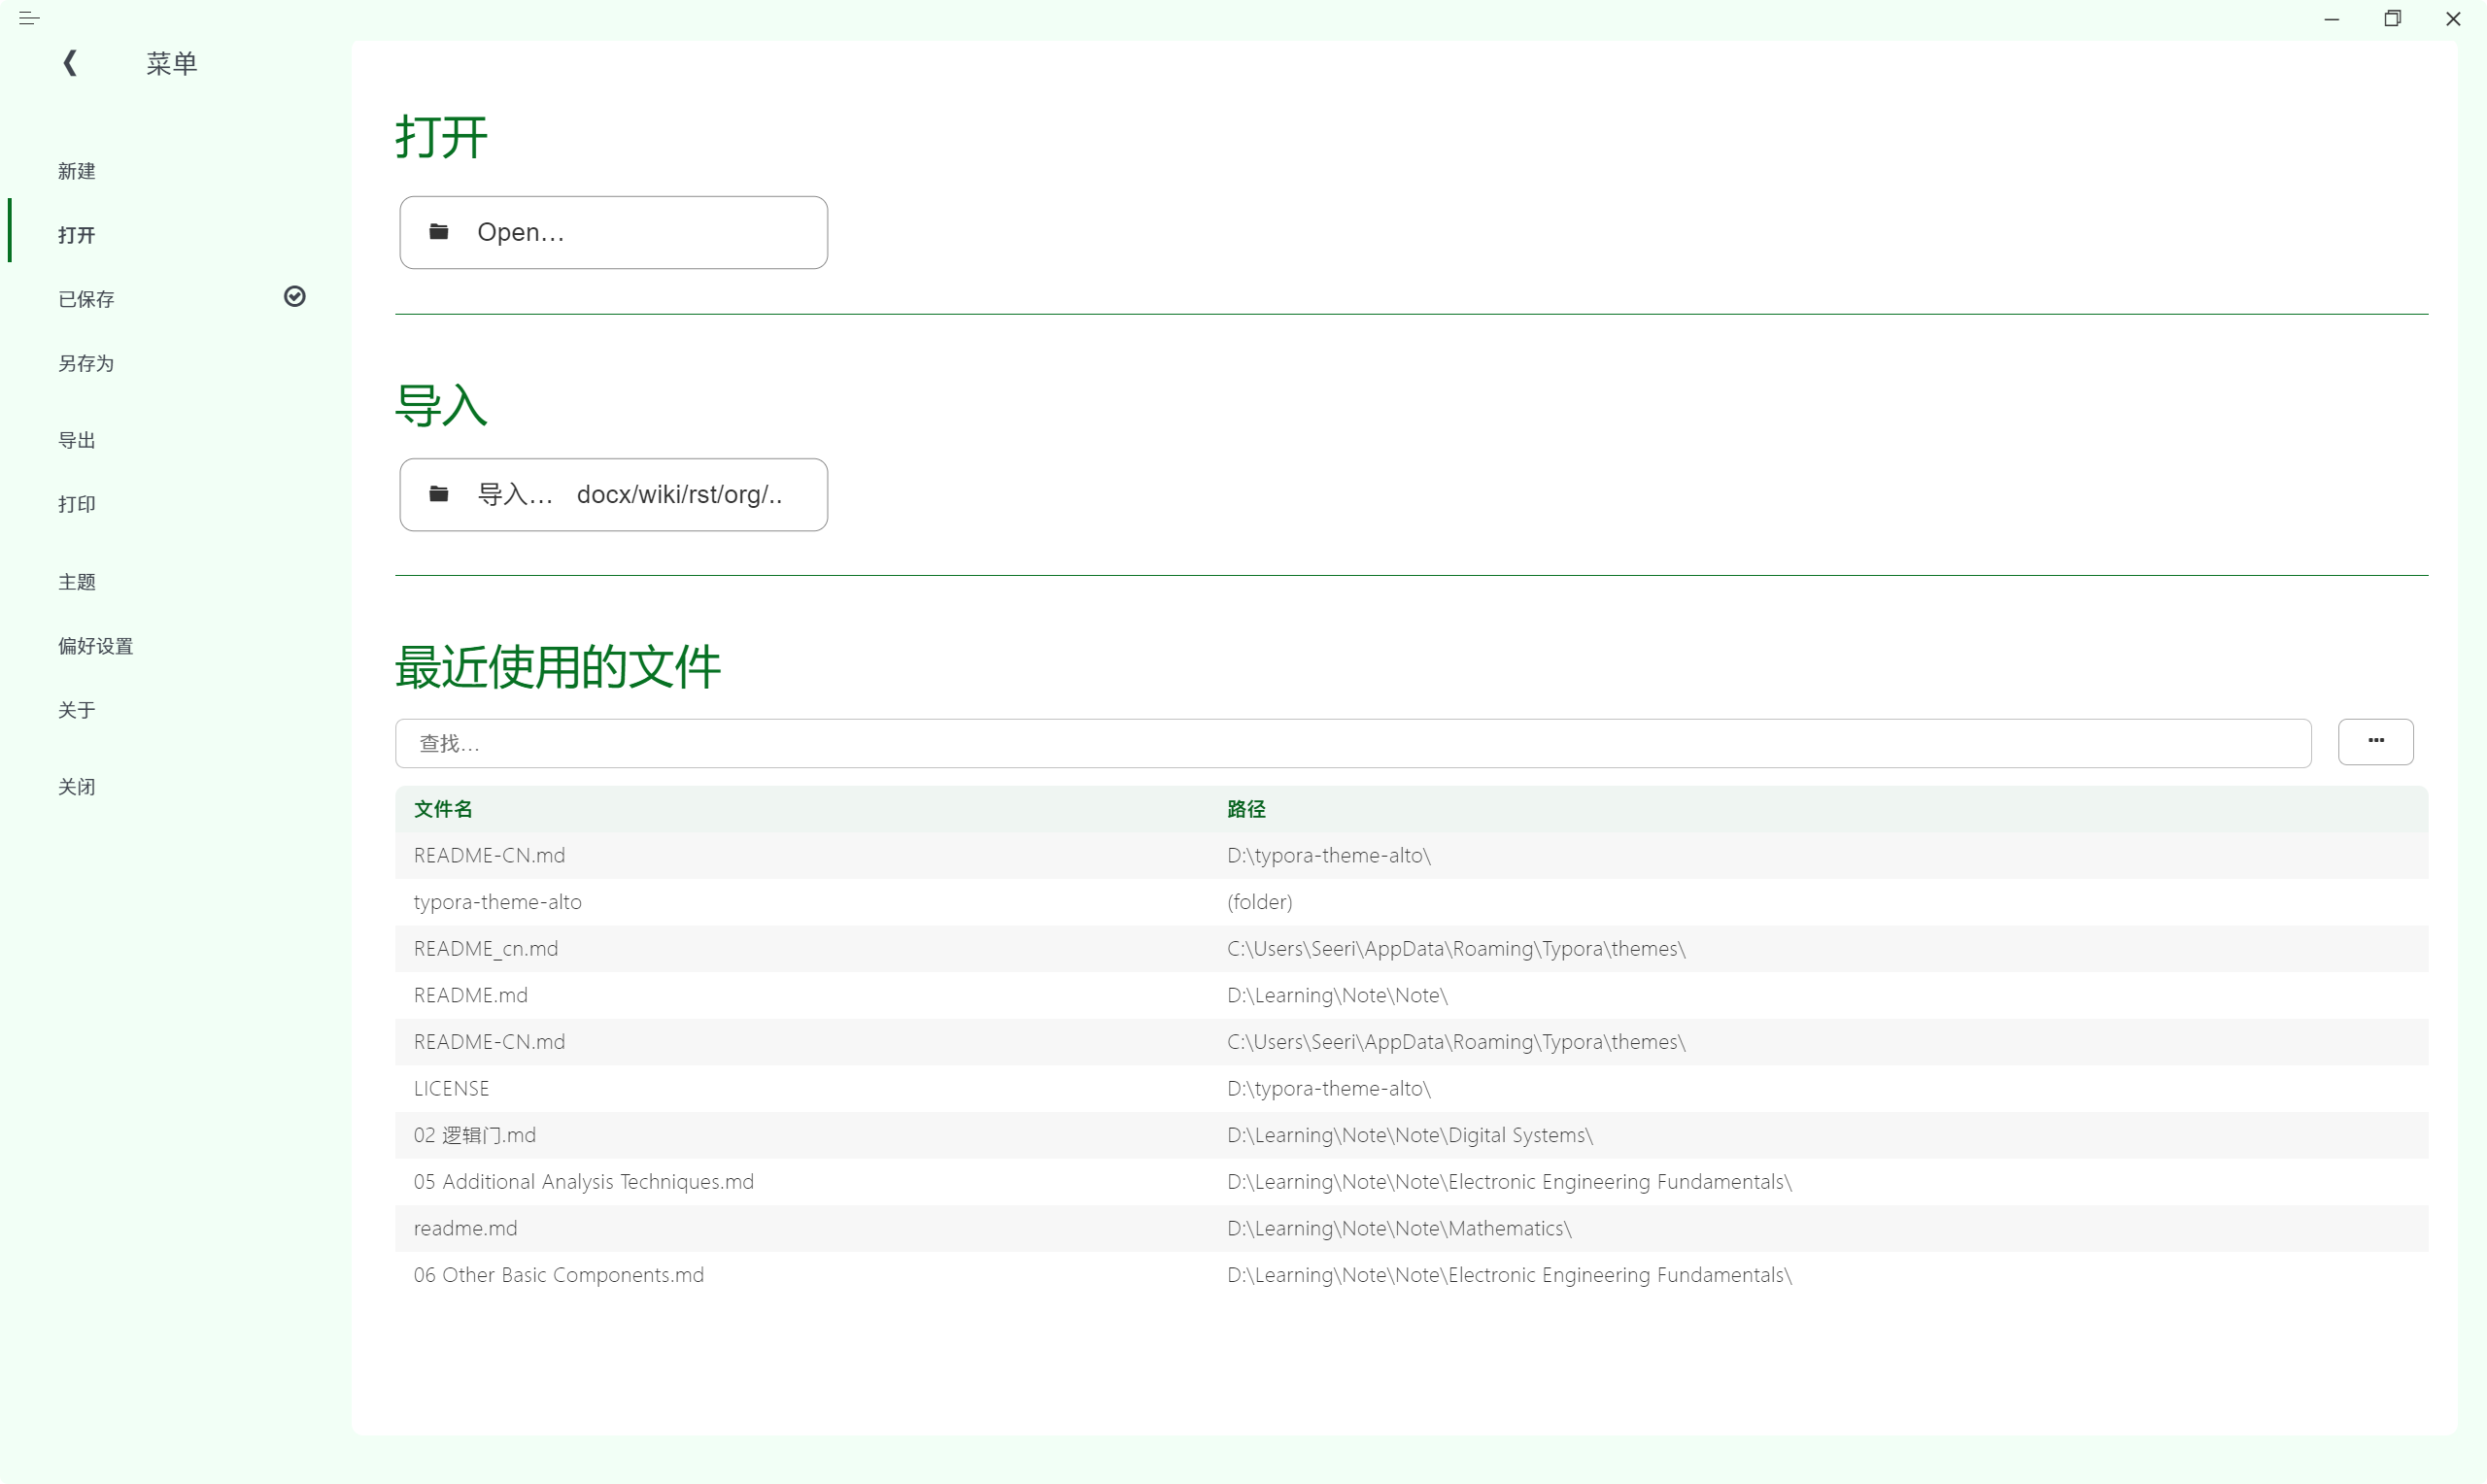 菜单
新建
打开
已保存
另存为
导出
打印
主题
偏好设置
关于
关闭
打开
Open...
导入
导入... docx/wiki/rst/org/..
最近使用的文件
查找...
文件名 路径
README-CN.md D:\typora-theme-alto\
typora-theme-alto (folder)
README_cn.md C:\Users\Seeri\AppData\Roaming\Typora\themes\
README.md D:\Learning\Note\Note\
README-CN.md C:\Users\Seeri\AppData\Roaming\Typora\themes\
LICENSE D:\typora-theme-alto\
02 逻辑门.md D:\Learning\Note\Note\Digital Systems\
05 Additional Analysis Techniques.md D:\Learning\Note\Note\Electronic Engineering Fundamentals\
readme.md D:\Learning\Note\Note\Mathematics\
06 Other Basic Components.md D:\Learning\Note\Note\Electronic Engineering Fundamentals\